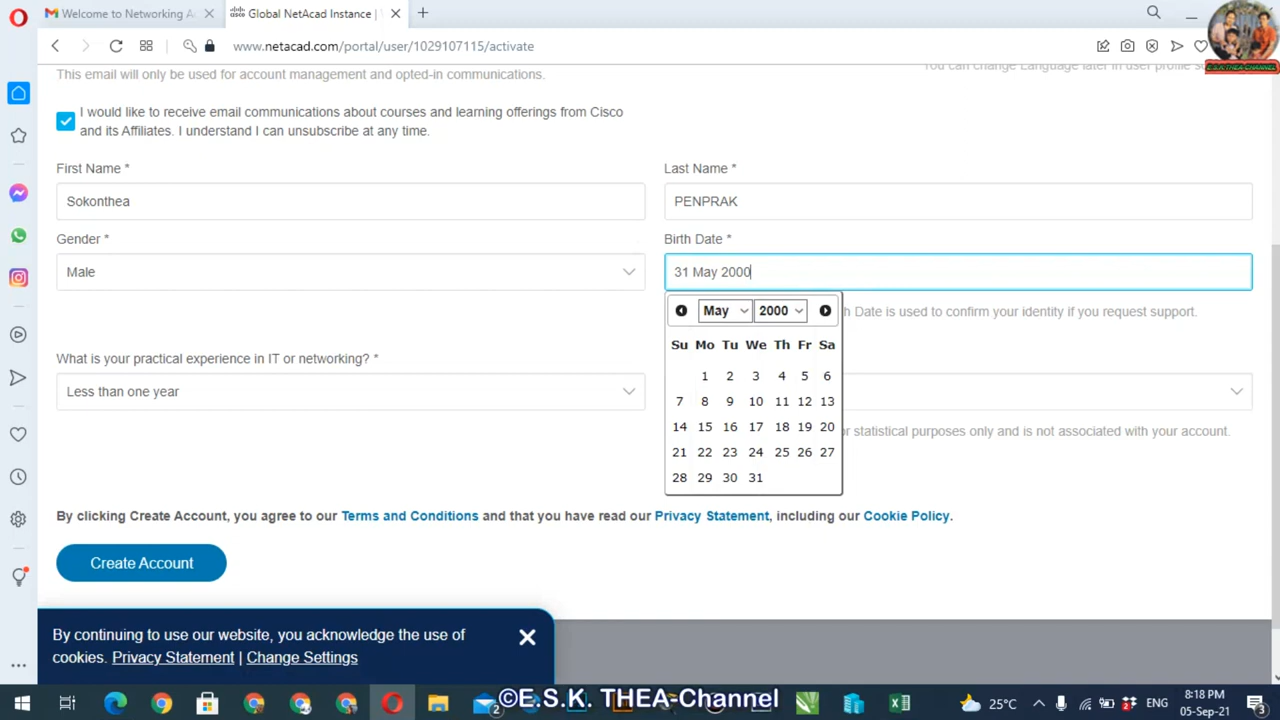 Welcome to Networking A
Global NetAcad Instance |
www.netacad.com/portal/user/1029107115/activate
E.S.K.THEA-CHANNEL
This email will only be used for account management and opted-in communications.
You can change Language later in user profile
I would like to receive email communications about courses and learning offerings from Cisco
and its Affiliates. I understand I can unsubscribe at any time.
First Name *
Last Name *
Sokonthea
PENPRAK
Gender *
Birth Date *
Male
31 May 2000
May 2000
h Date is used to confirm your identity if you request support.
Su Mo Tu We Th Fr Sa
1 2 3 4 5 6
7 8 9 10 11 12 13
14 15 16 17 18 19 20
21 22 23 24 25 26 27
28 29 30 31
What is your practical experience in IT or networking? *
Less than one year
or statistical purposes only and is not associated with your account.
By clicking Create Account, you agree to our Terms and Conditions and that you have read our Privacy Statement, including our Cookie Policy.
Create Account
By continuing to use our website, you acknowledge the use of
cookies. Privacy Statement | Change Settings
©E.S.K. THEA-Channel
2
25°C
ENG
8:18 PM
05-Sep-21
3